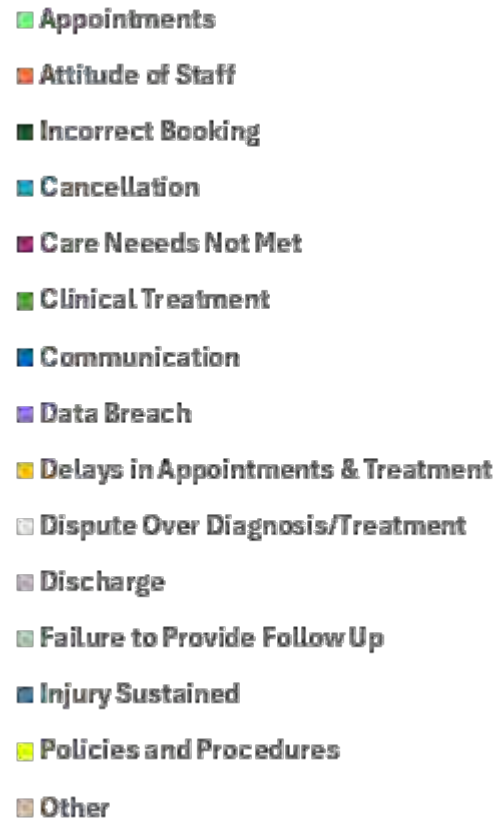 Appointments
Attitude of Staff
Incorrect Booking
Cancellation
Care Neeeds Not Met
Clinical Treatment
Communication
Data Breach
Delays in Appointments & Treatment
Dispute Over Diagnosis/Treatment
Discharge
Failure to Provide Follow Up
Injury Sustained
Policies and Procedures
Other